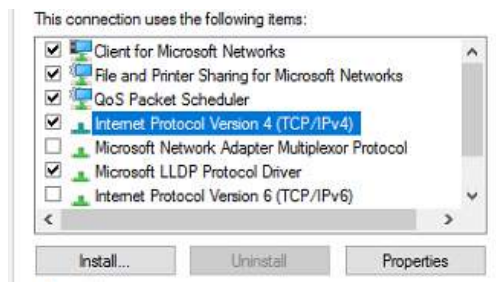 This connection uses the following items:
Client for Microsoft Networks
File and Printer Sharing for Microsoft Networks
QoS Packet Scheduler
Internet Protocol Version 4 (TCP/IPv4)
Microsoft Network Adapter Multiplexor Protocol
Microsoft LLDP Protocol Driver
Internet Protocol Version 6 (TCP/IPv6)
Install... Uninstall Properties